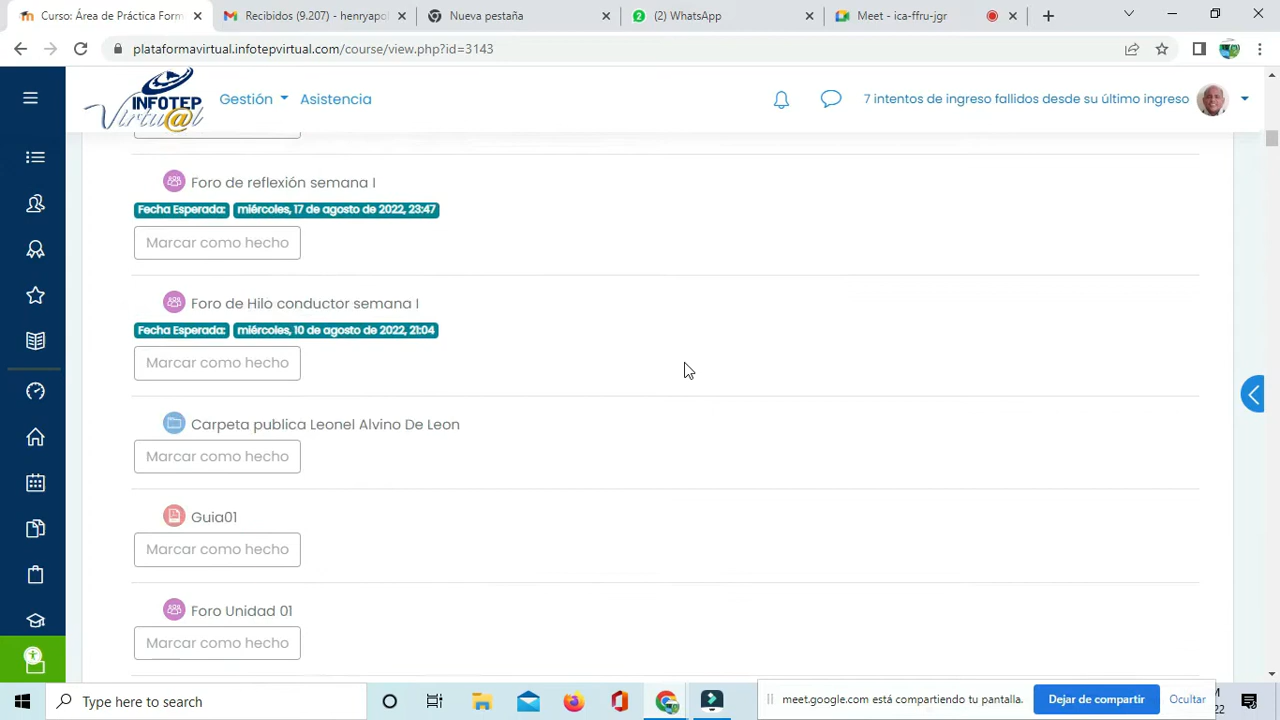 Curso: Área de Práctica Form
Recibidos (9.207) - henryapol
Nueva pestaña
(2) WhatsApp
Meet - ica-ffru-jgr
plataformavirtual.infotepvirtual.com/course/view.php?id=3143
INFOTEP
Virtu@l
Gestión
Asistencia
7 intentos de ingreso fallidos desde su último ingreso
Foro de reflexión semana I
Fecha Esperada: miércoles, 17 de agosto de 2022, 23:47
Marcar como hecho
Foro de Hilo conductor semana I
Fecha Esperada: miércoles, 10 de agosto de 2022, 21:04
Marcar como hecho
Carpeta publica Leonel Alvino De Leon
Marcar como hecho
Guia01
Marcar como hecho
Foro Unidad 01
Marcar como hecho
Type here to search
meet.google.com está compartiendo tu pantalla.
Dejar de compartir
Ocultar